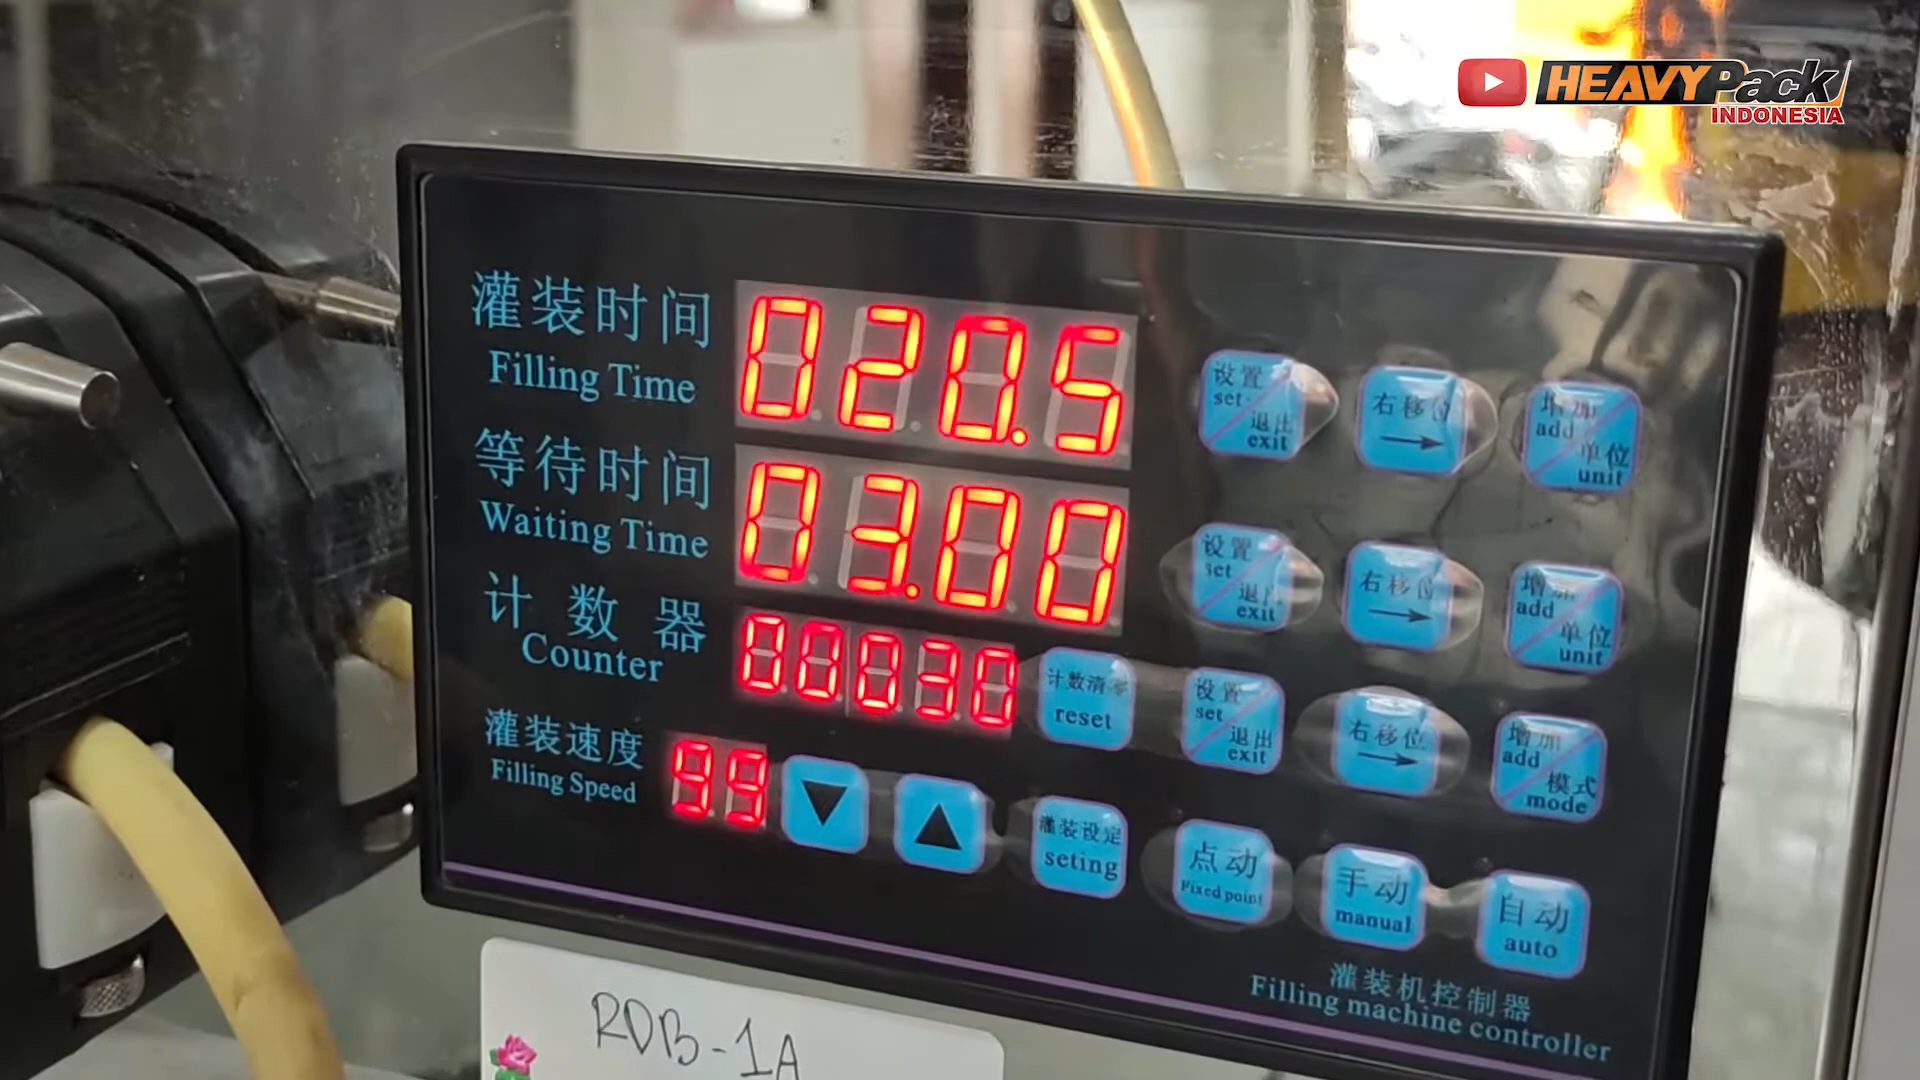 HEAVYPack
INDONESIA
灌装时间
Filling Time
020.5
设置
set
退出
exit
右移位
增加
add
单位
unit
等待时间
Waiting Time
03.00
设置
set
退出
exit
右移位
增加
add
单位
unit
计数器
Counter
00030
计数清零
reset
设置
set
退出
exit
右移位
增加
add
模式
mode
灌装速度
Filling Speed
99
灌装设定
seting
点动
Fixed point
手动
manual
自动
auto
灌装机控制器
Filling machine controller
RDB-1A